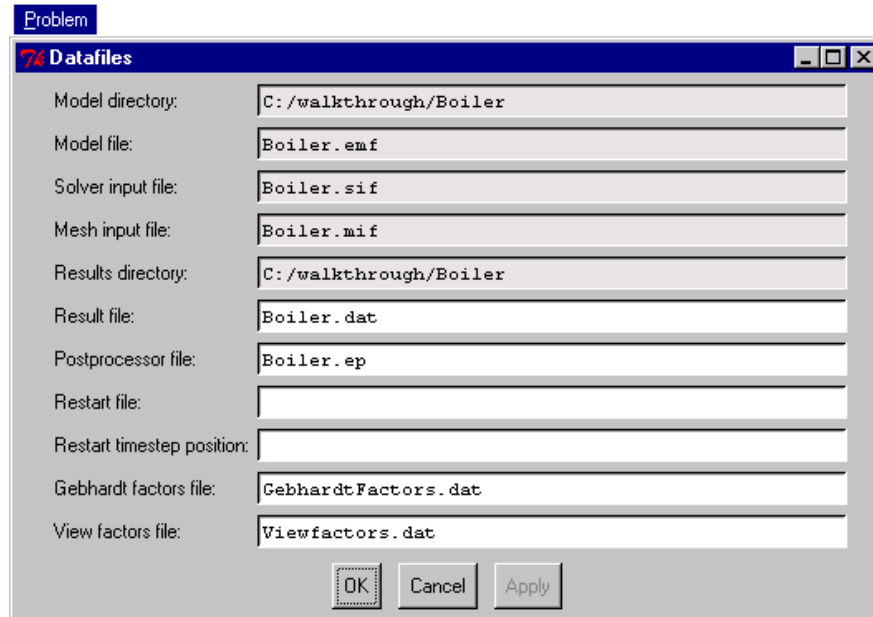 Problem
Datafiles
Model directory: C:/walkthrough/Boiler
Model file: Boiler.emf
Solver input file: Boiler.sif
Mesh input file: Boiler.mif
Results directory: C:/walkthrough/Boiler
Result file: Boiler.dat
Postprocessor file: Boiler.ep
Restart file:
Restart timestep position:
Gebhardt factors file: GebhardtFactors.dat
View factors file: Viewfactors.dat
OK Cancel Apply